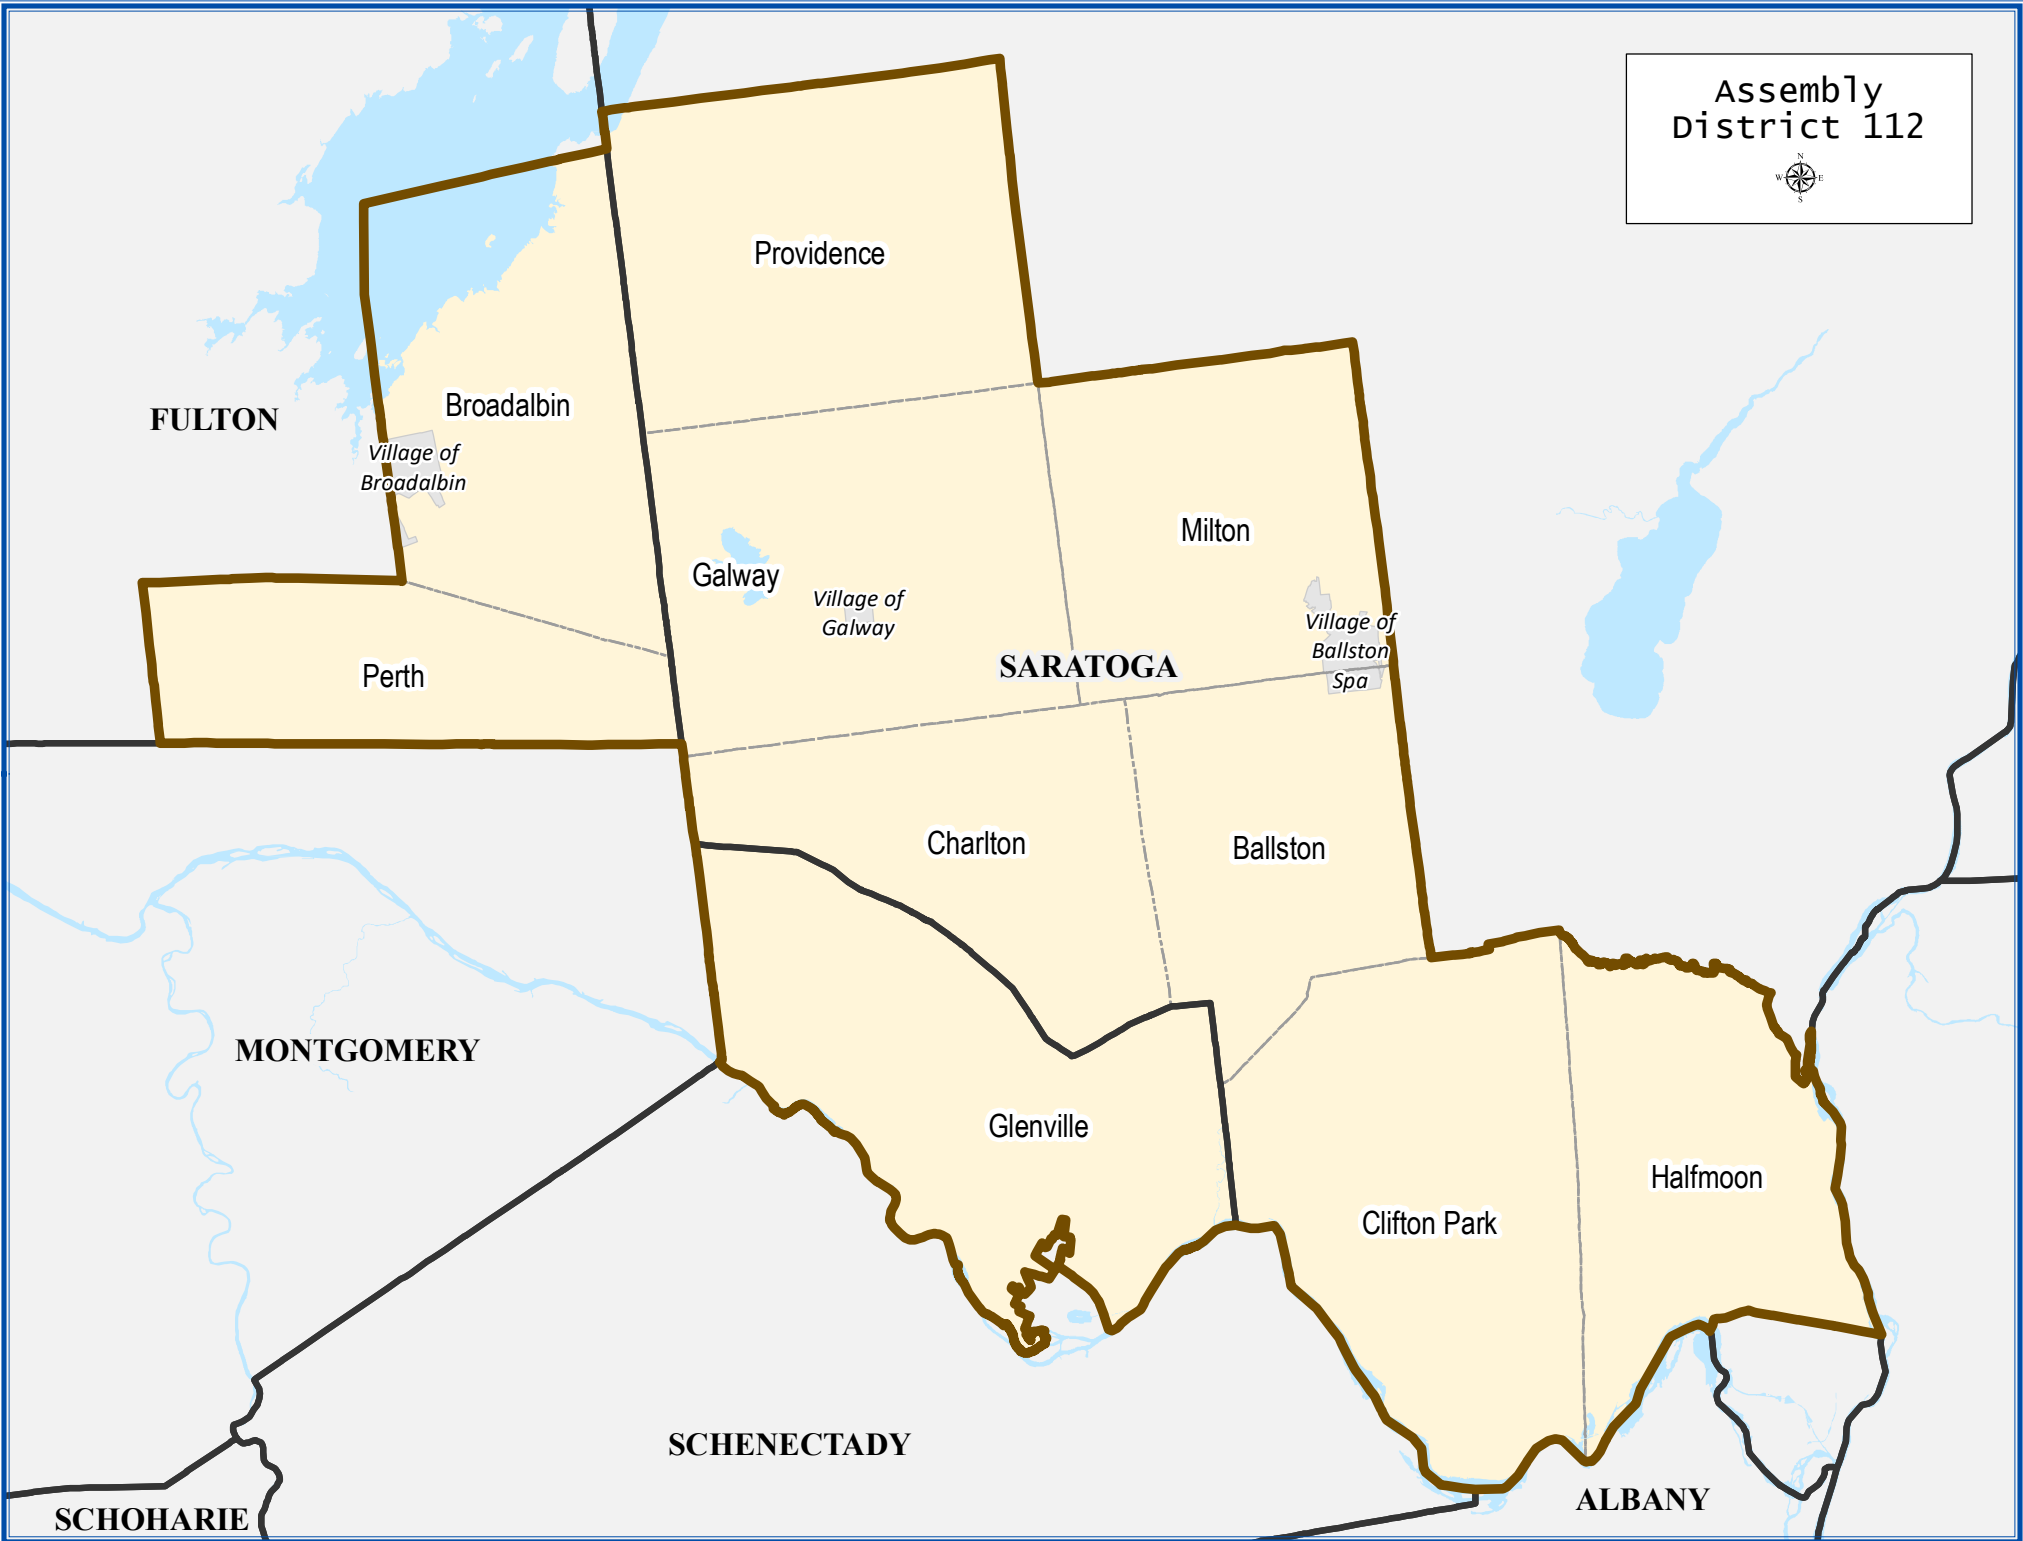 Assembly
District 112
N
W E
S
Providence
Broadalbin
FULTON
Village of
Broadalbin
Milton
Galway
Village of
Galway
Village of
Ballston
Spa
SARATOGA
Perth
Charlton
Ballston
MONTGOMERY
Glenville
Halfmoon
Clifton Park
SCHENECTADY
ALBANY
SCHOHARIE